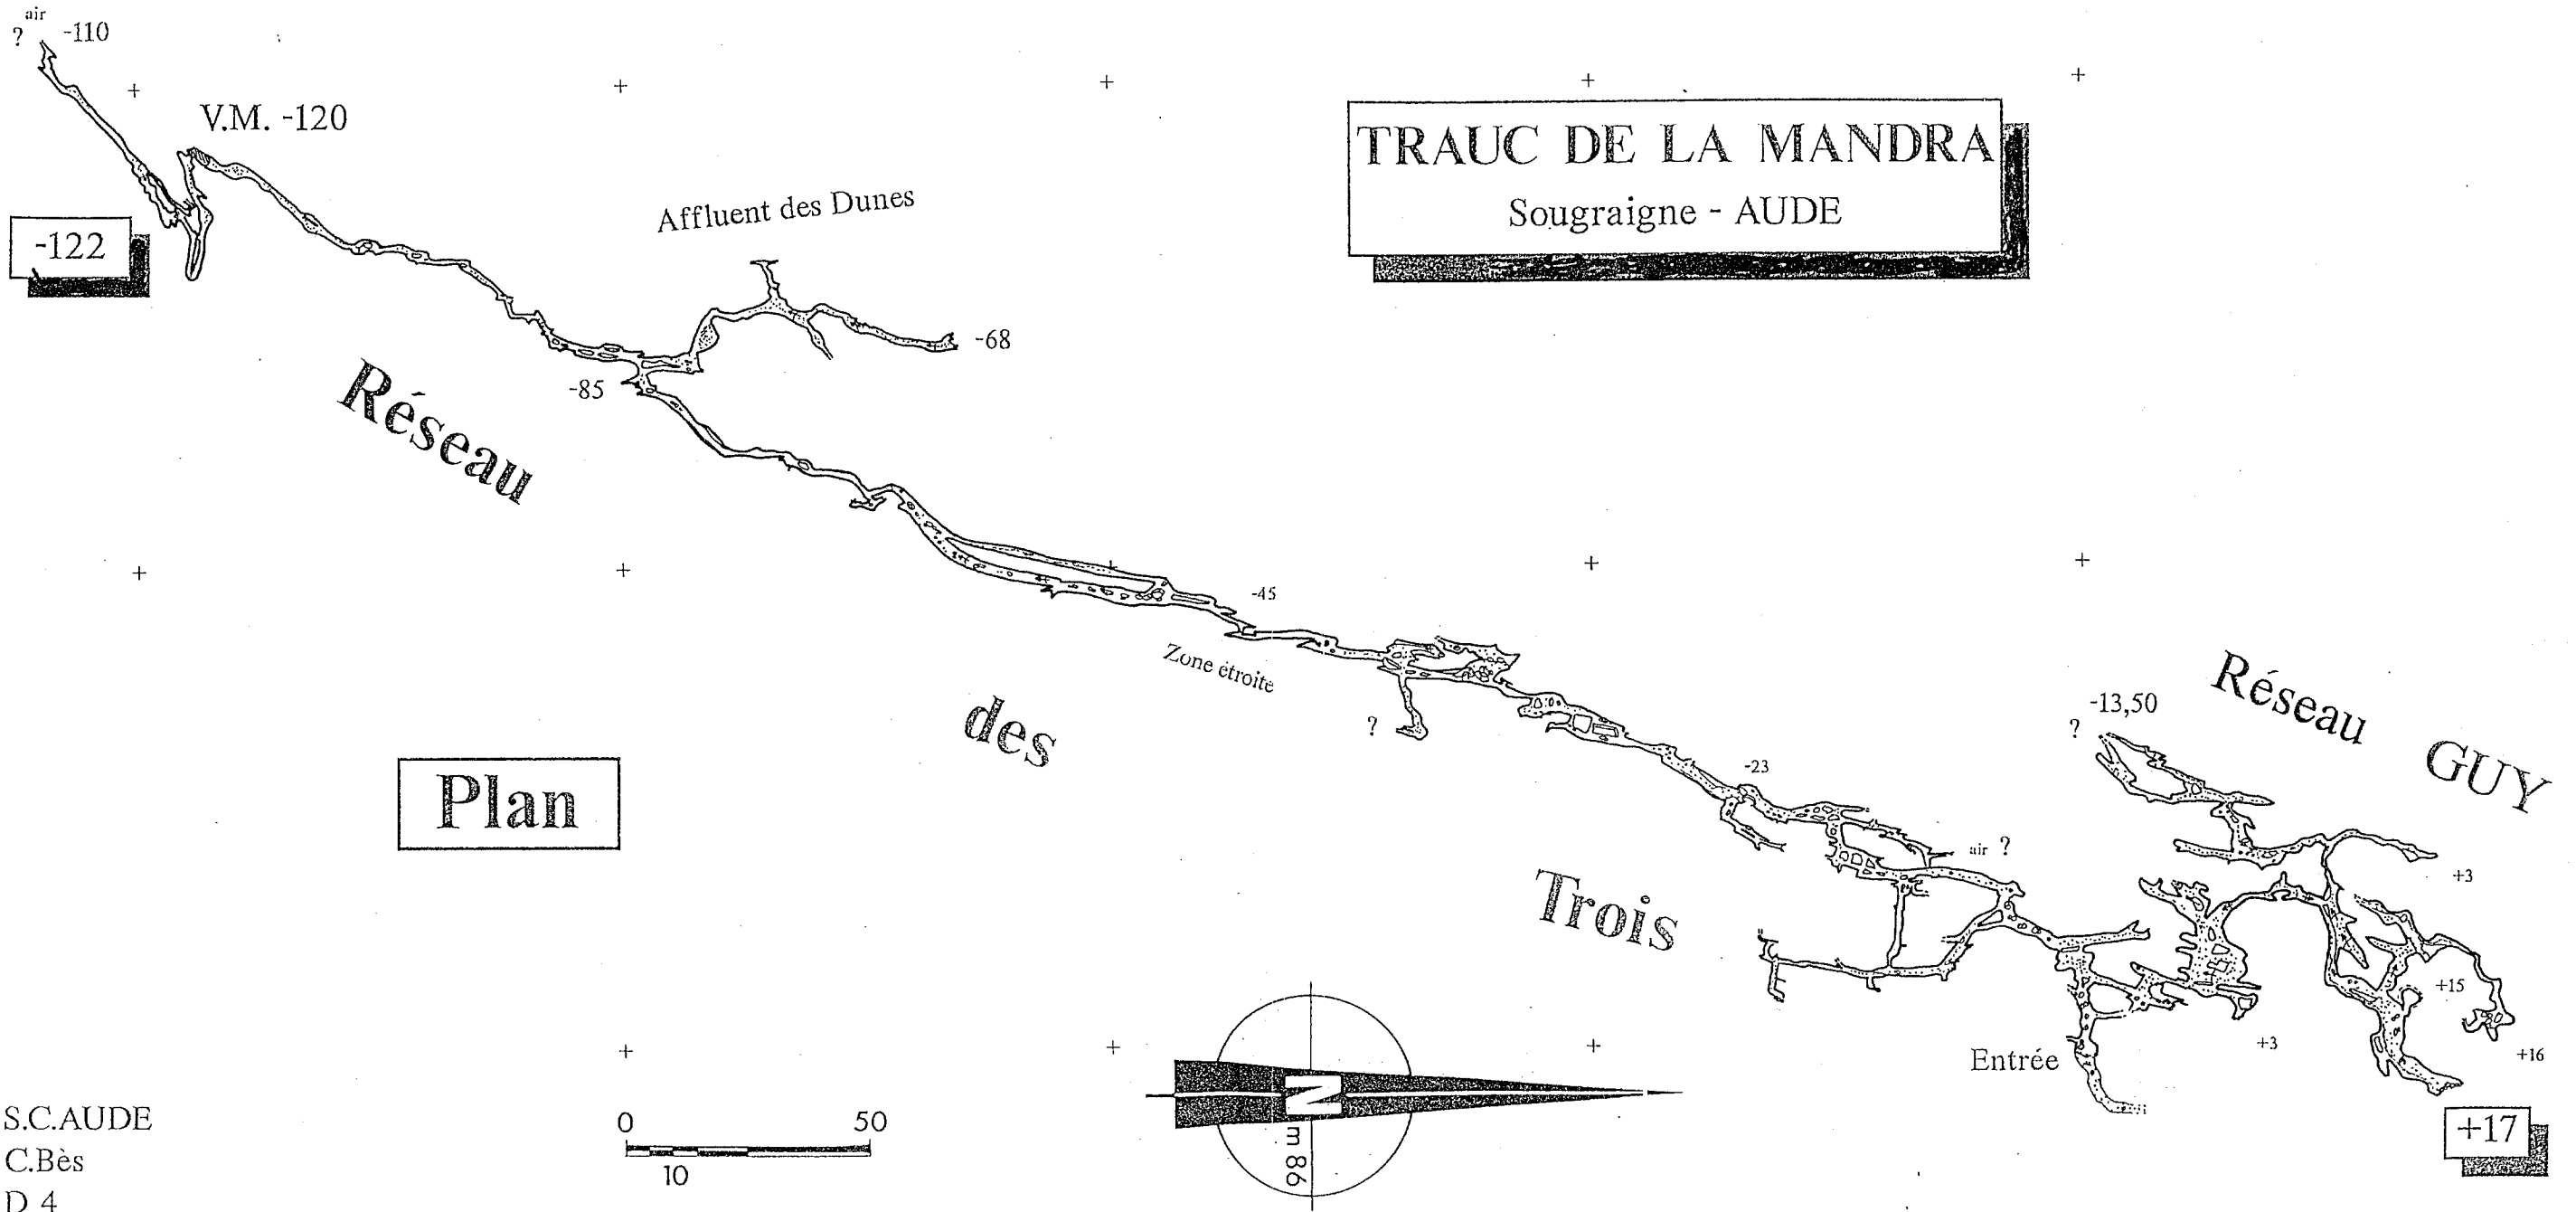 air
? -110
V.M. -120
TRAUC DE LA MANDRA
Sougraigne - AUDE
Affluent des Dunes
-122
-68
-85
Réseau
-45
Zone étroite
des
?
-23
Réseau GUY
-13,50
?
Plan
air ?
+3
Trois
+15
+3
+16
Entrée
N
98 m
+17
S.C.AUDE
C.Bès
D 4
0 50
10